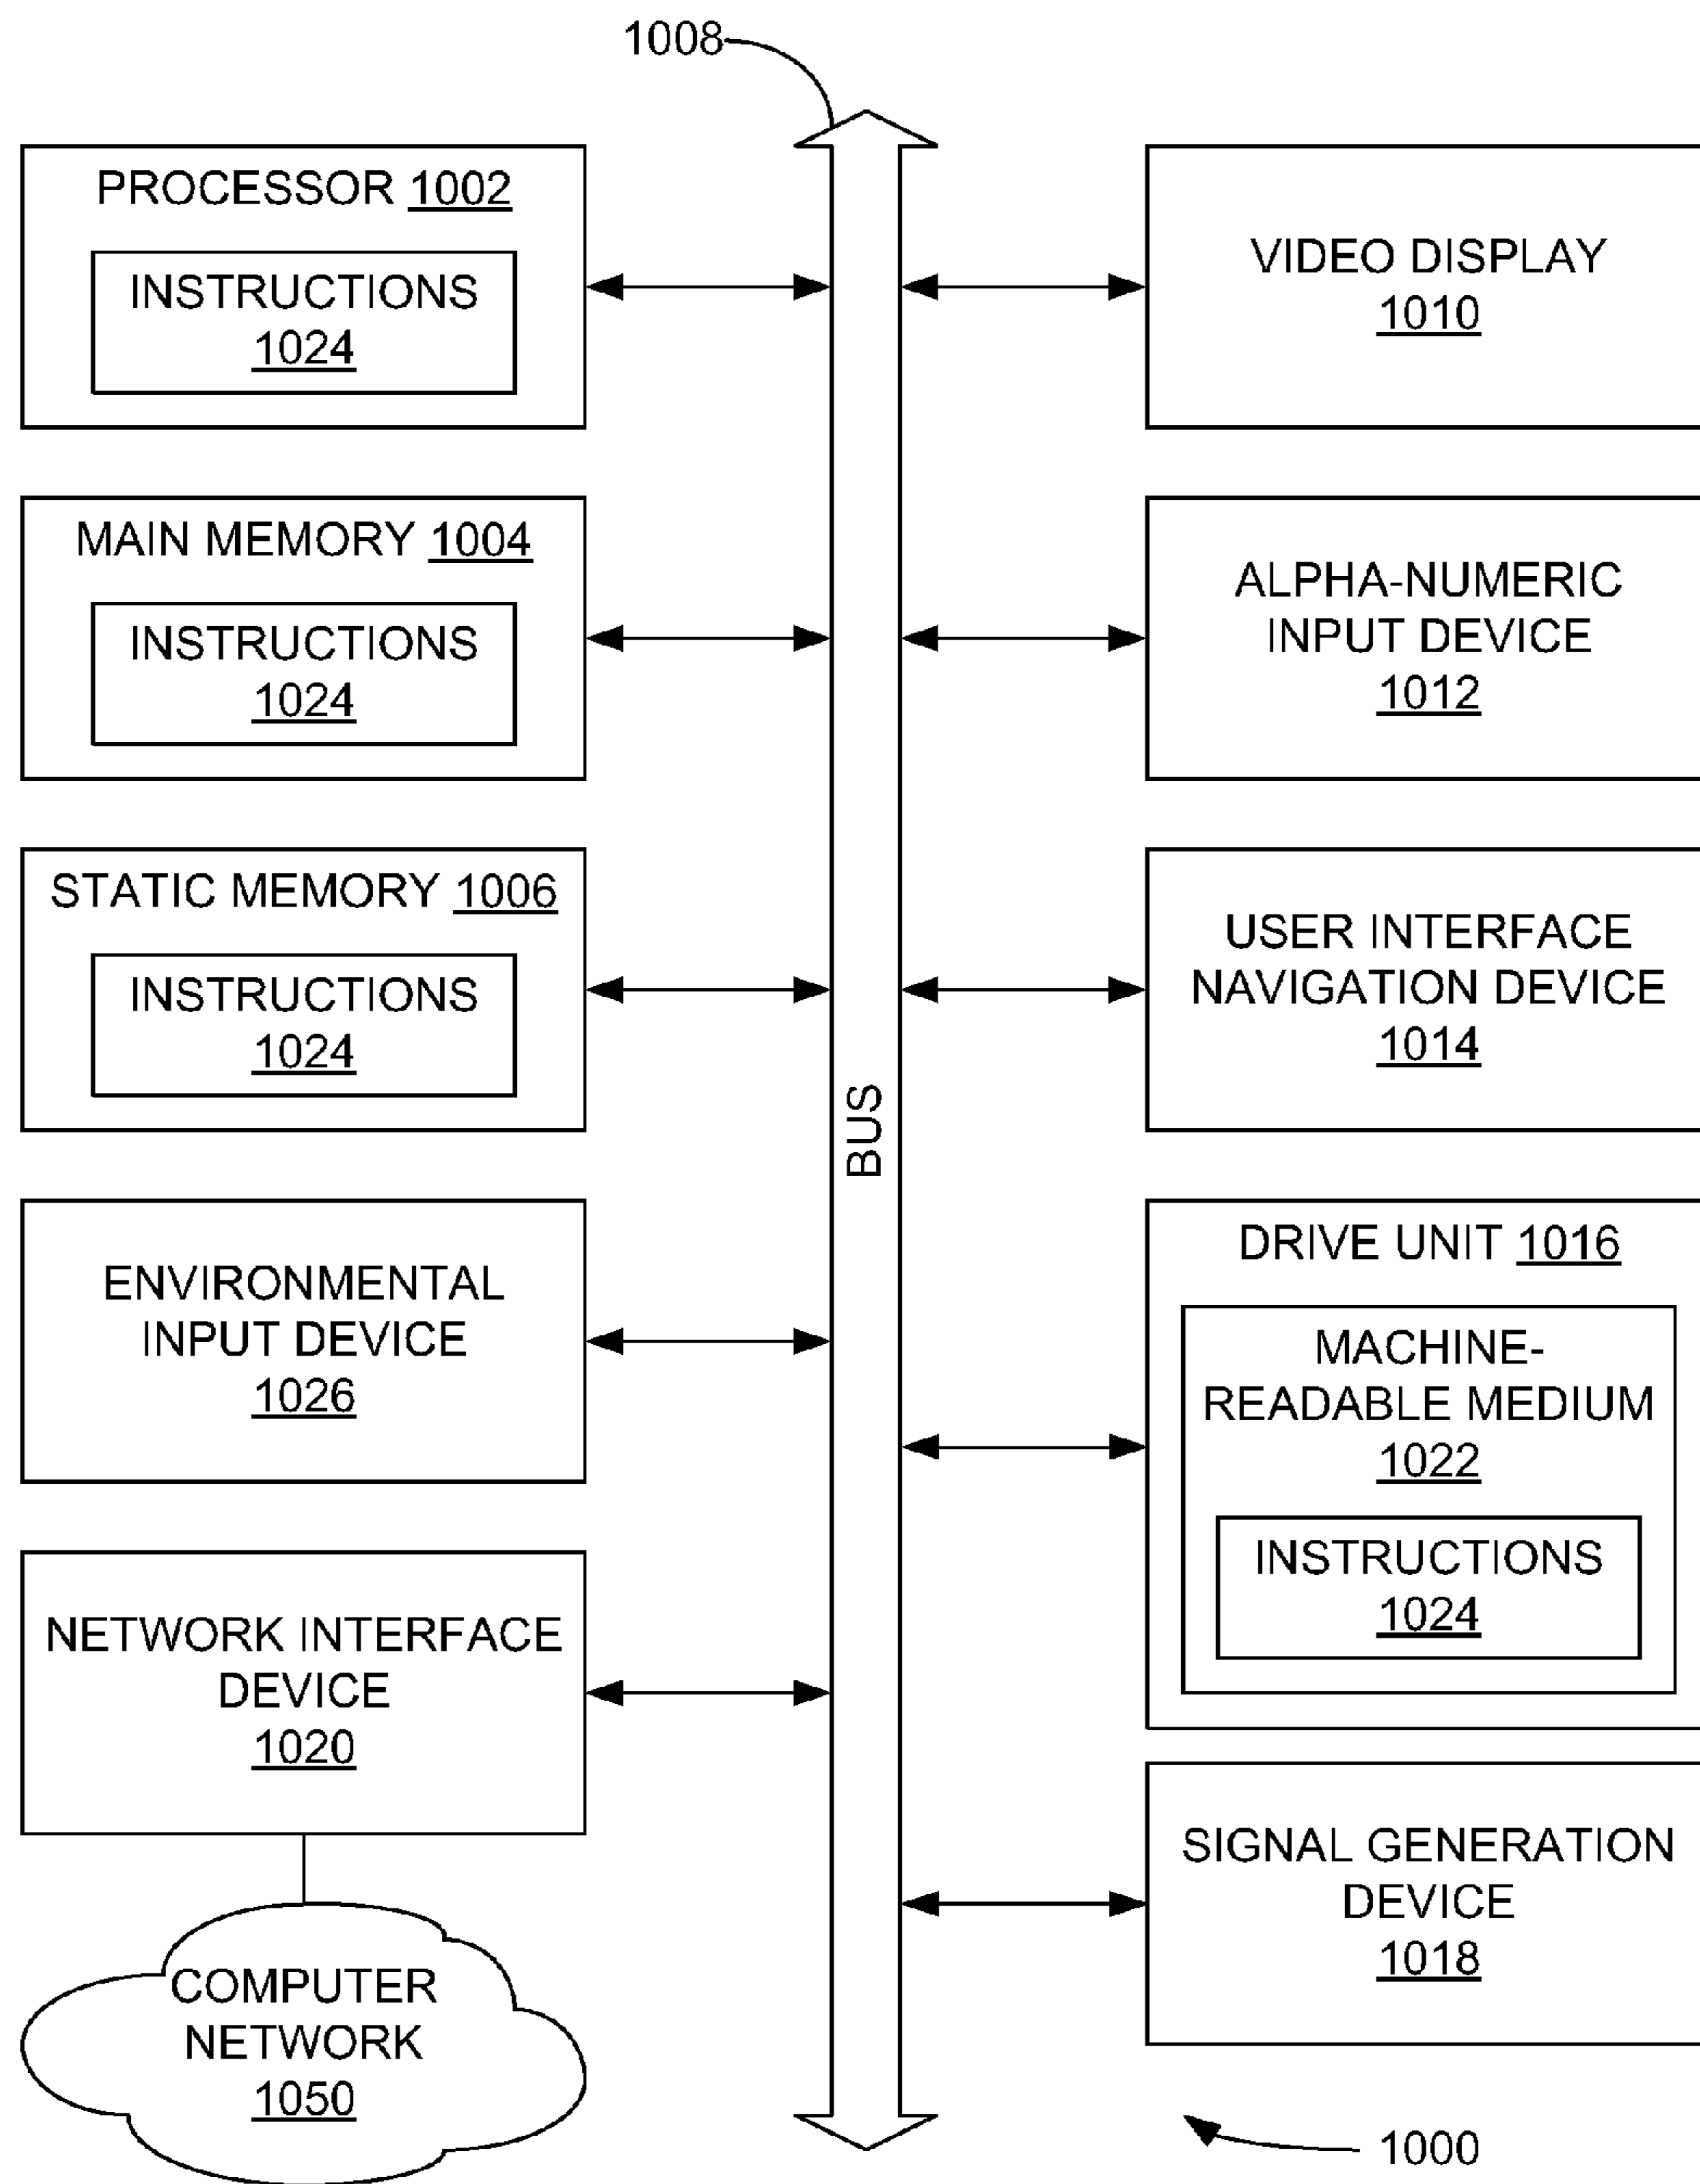 1008
PROCESSOR 1002
INSTRUCTIONS
1024
MAIN MEMORY 1004
INSTRUCTIONS
1024
STATIC MEMORY 1006
INSTRUCTIONS
1024
ENVIRONMENTAL
INPUT DEVICE
1026
NETWORK INTERFACE
DEVICE
1020
COMPUTER
NETWORK
1050
BUS
VIDEO DISPLAY
1010
ALPHA-NUMERIC
INPUT DEVICE
1012
USER INTERFACE
NAVIGATION DEVICE
1014
DRIVE UNIT 1016
MACHINE-
READABLE MEDIUM
1022
INSTRUCTIONS
1024
SIGNAL GENERATION
DEVICE
1018
1000